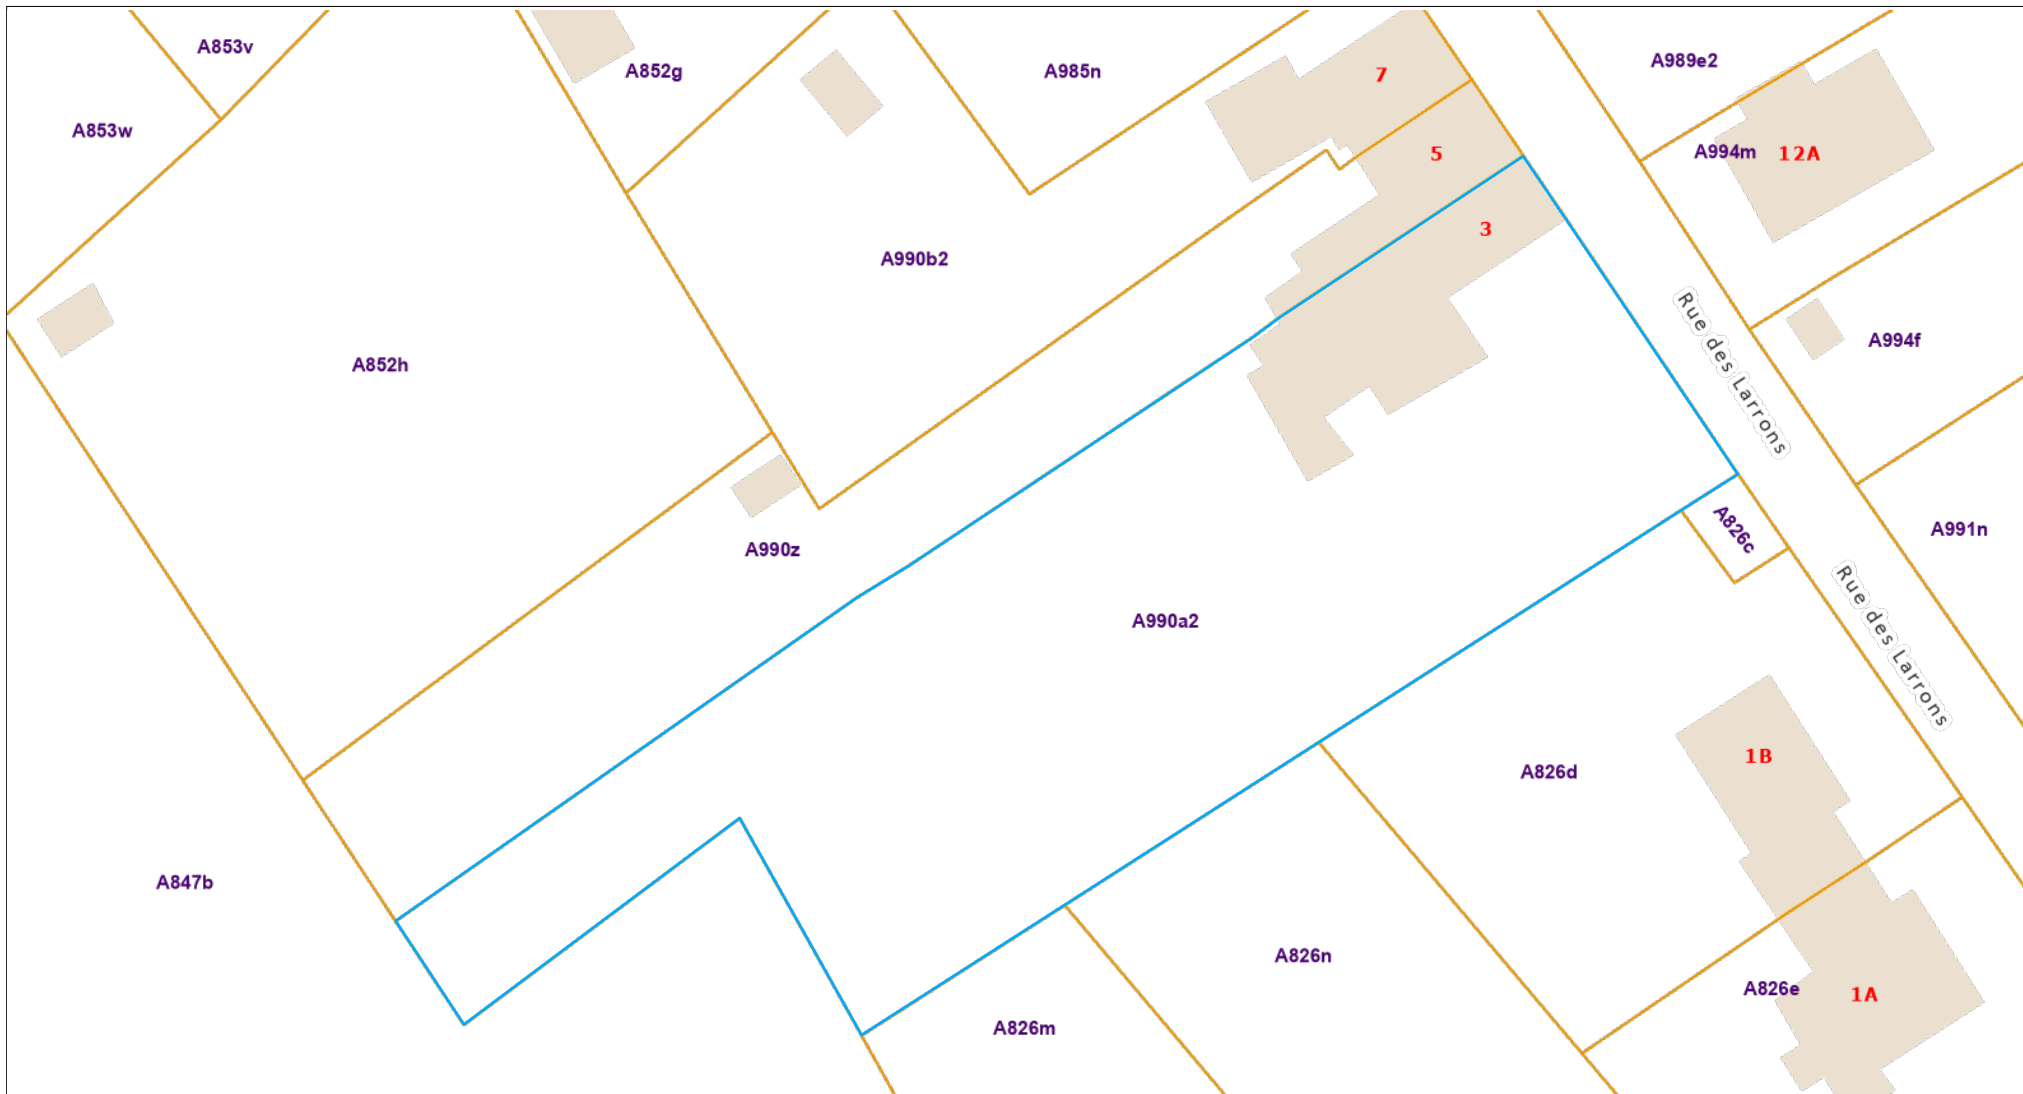 A853v
A989e2
A852g
A985n
7
A853w
A994m
12A
5
3
A990b2
Rue des Larrons
A994f
A852h
A826c
A991n
A990z
A990a2
Rue des Larrons
1B
A826d
A847b
A826n
A826e
1A
A826m